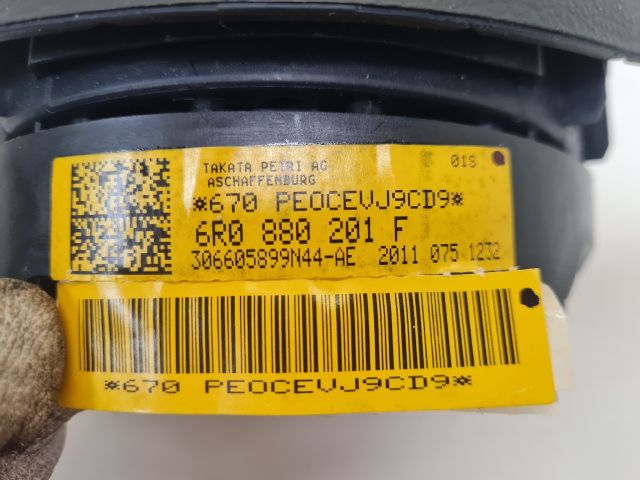 TAKATA PETRI AG
ASCHAFFENBURG
01S
*670 PEOCEVJ9CD9*
6R0 880 201 F
306605899N44-AE 2011 075 1232
*670 PEOCEVJ9CD9*